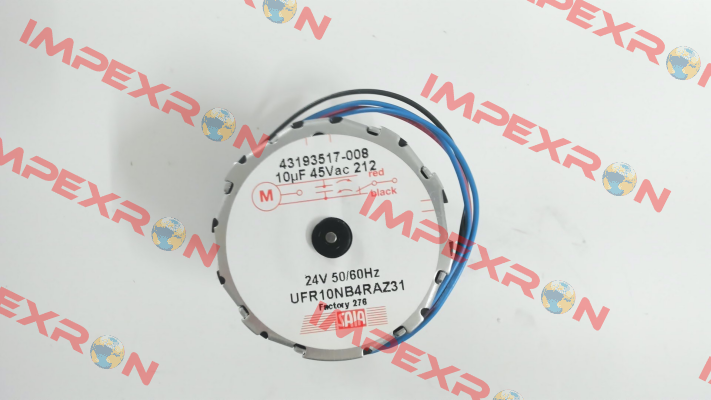 IMPEXRON
IMPEXRON
IMPEXRON
IMPEXRON
IMPEXRON
IMPEXRON
IMPEXRON
IMPEXRON
43193517-008
10µF 45Vac 212
red
black
M
24V 50/60Hz
UFR10NB4RAZ31
Factory 276
SAIA